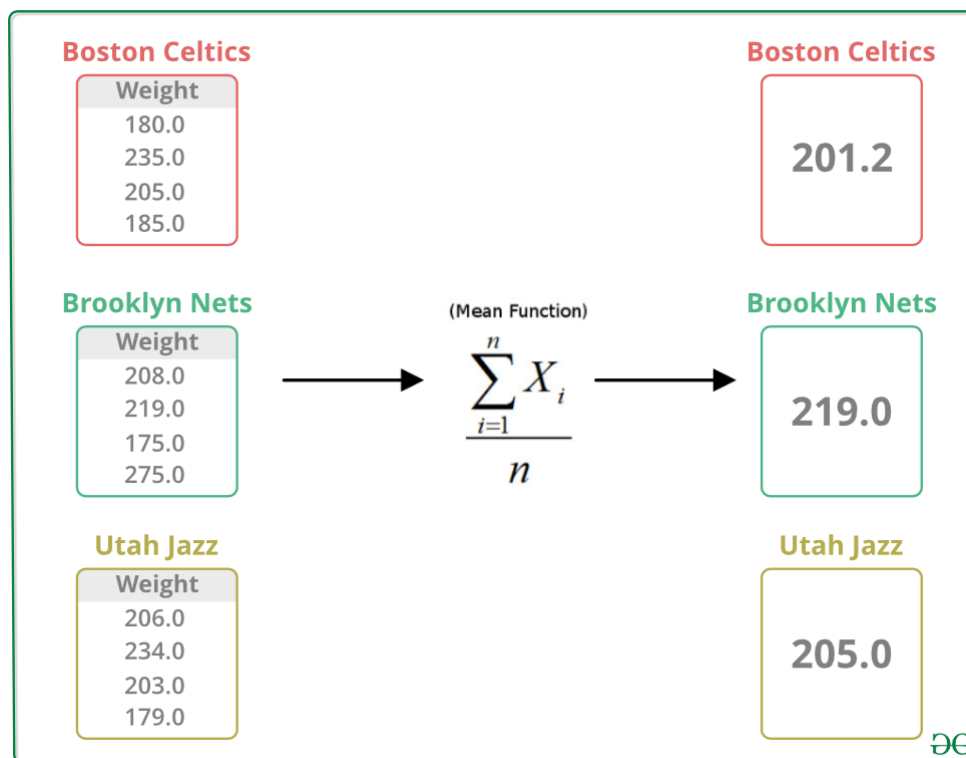 Boston Celtics
Weight
180.0
235.0
205.0
185.0
Boston Celtics
201.2
Brooklyn Nets
Weight
208.0
219.0
175.0
275.0
(Mean Function)
n
∑ X i
i=1
n
Brooklyn Nets
219.0
Utah Jazz
Weight
206.0
234.0
203.0
179.0
Utah Jazz
205.0